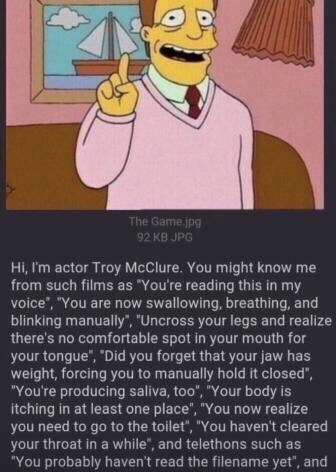 The Game.jpg
92 KB JPG
Hi, I'm actor Troy McClure. You might know me
from such films as "You're reading this in my
voice", "You are now swallowing, breathing, and
blinking manually", "Uncross your legs and realize
there's no comfortable spot in your mouth for
your tongue", "Did you forget that your jaw has
weight, forcing you to manually hold it closed",
"You're producing saliva, too", "Your body is
itching in at least one place", "You now realize
you need to go to the toilet", "You haven't cleared
your throat in a while", and telethons such as
"You probably haven't read the filename yet", and